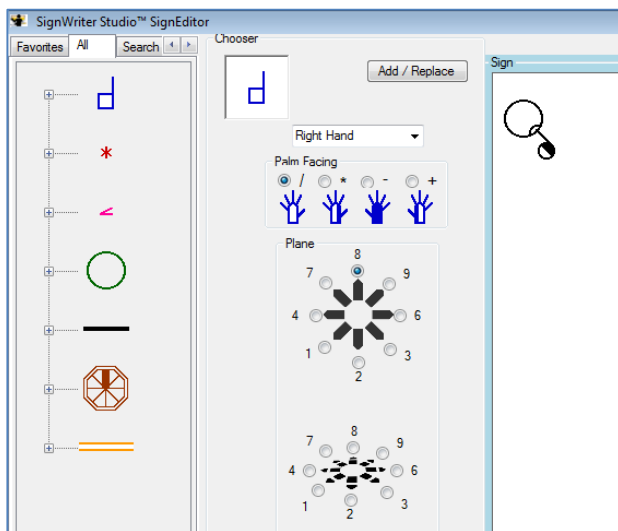 SignWriter Studio™ SignEditor
Favorites All Search
Chooser
Add / Replace
Right Hand
Palm Facing
/ * - +
Plane
8
7 9
4 6
1 3
2
8
7 9
4 6
1 3
2
Sign